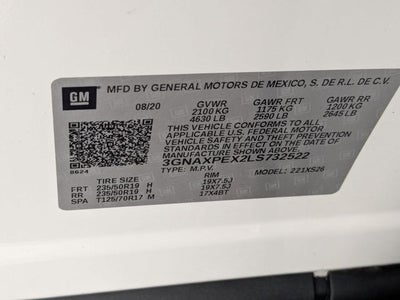 GM
MFD BY GENERAL MOTORS DE MEXICO, S. DE R.L. DE C.V.
08/20 GVWR GAWR FRT GAWR RR
2100 KG 1175 KG 1200 KG
4630 LB 2590 LB 2645 LB
THIS VEHICLE CONFORMS TO ALL
APPLICABLE U.S. FEDERAL MOTOR
VEHICLE SAFETY AND THEFT PREVENTION
STANDARDS IN EFFECT ON THE DATE OF
MANUFACTURE SHOWN ABOVE.
3GNAXPEX2LS732522
8624 TYPE: M.P.V. MODEL: 221XS26
TIRE SIZE RIM
FRT 235/50R19 H 19X7.5J
RR 235/50R19 H 19X7.5J
SPA T125/70R17 M 17X4BT